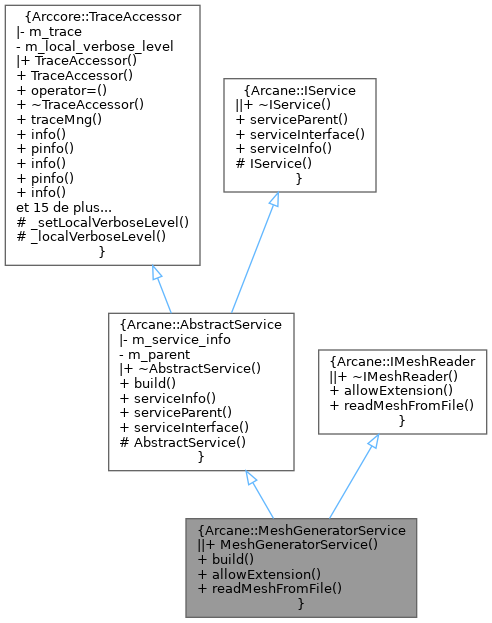 {Arccore::TraceAccessor
|- m_trace
- m_local_verbose_level
|+ TraceAccessor()
+ TraceAccessor()
+ operator=()
+ ~TraceAccessor()
+ traceMng()
+ info()
+ pinfo()
+ info()
+ pinfo()
+ info()
et 15 de plus...
# _setLocalVerboseLevel()
# _localVerboseLevel()
}
{Arcane::IService
||+ ~IService()
+ serviceParent()
+ serviceInterface()
+ serviceInfo()
# IService()
}
{Arcane::AbstractService
|- m_service_info
- m_parent
|+ ~AbstractService()
+ build()
+ serviceInfo()
+ serviceParent()
+ serviceInterface()
# AbstractService()
}
{Arcane::IMeshReader
||+ ~IMeshReader()
+ allowExtension()
+ readMeshFromFile()
}
{Arcane::MeshGeneratorService
||+ MeshGeneratorService()
+ build()
+ allowExtension()
+ readMeshFromFile()
}